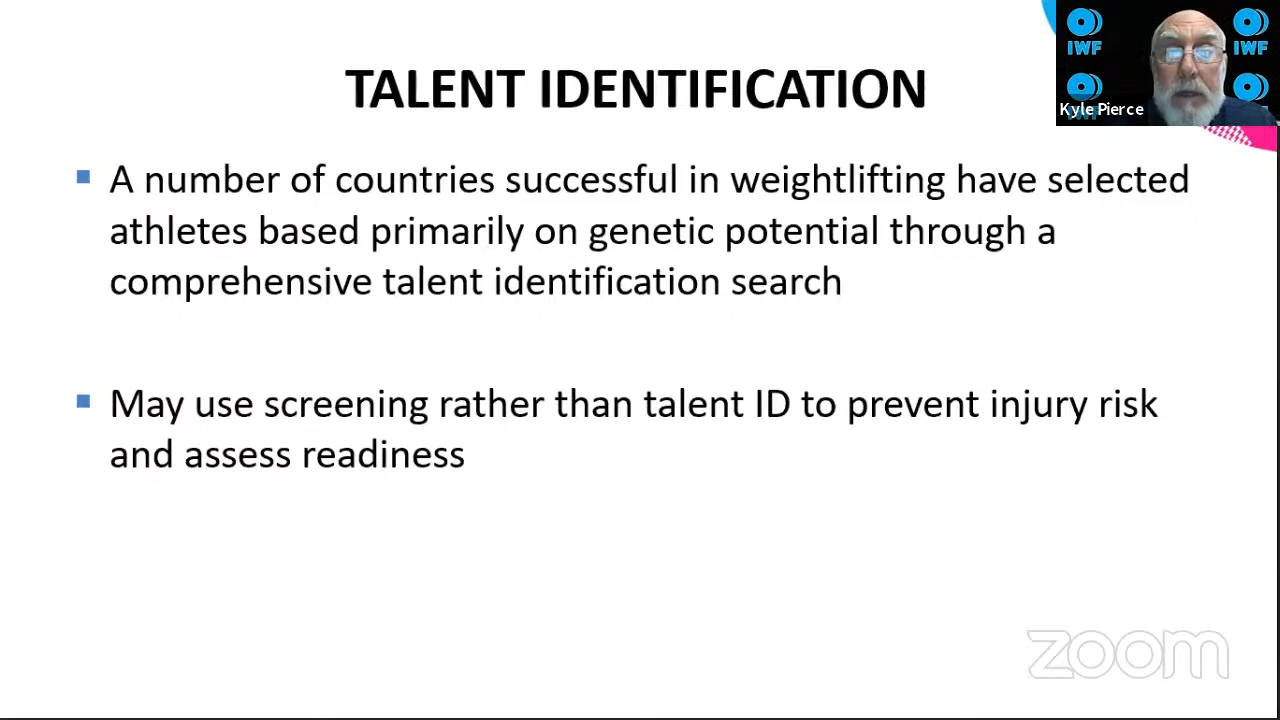 TALENT IDENTIFICATION
IWF
IWF
Kyle Pierce
A number of countries successful in weightlifting have selected
athletes based primarily on genetic potential through a
comprehensive talent identification search
May use screening rather than talent ID to prevent injury risk
and assess readiness
zoom